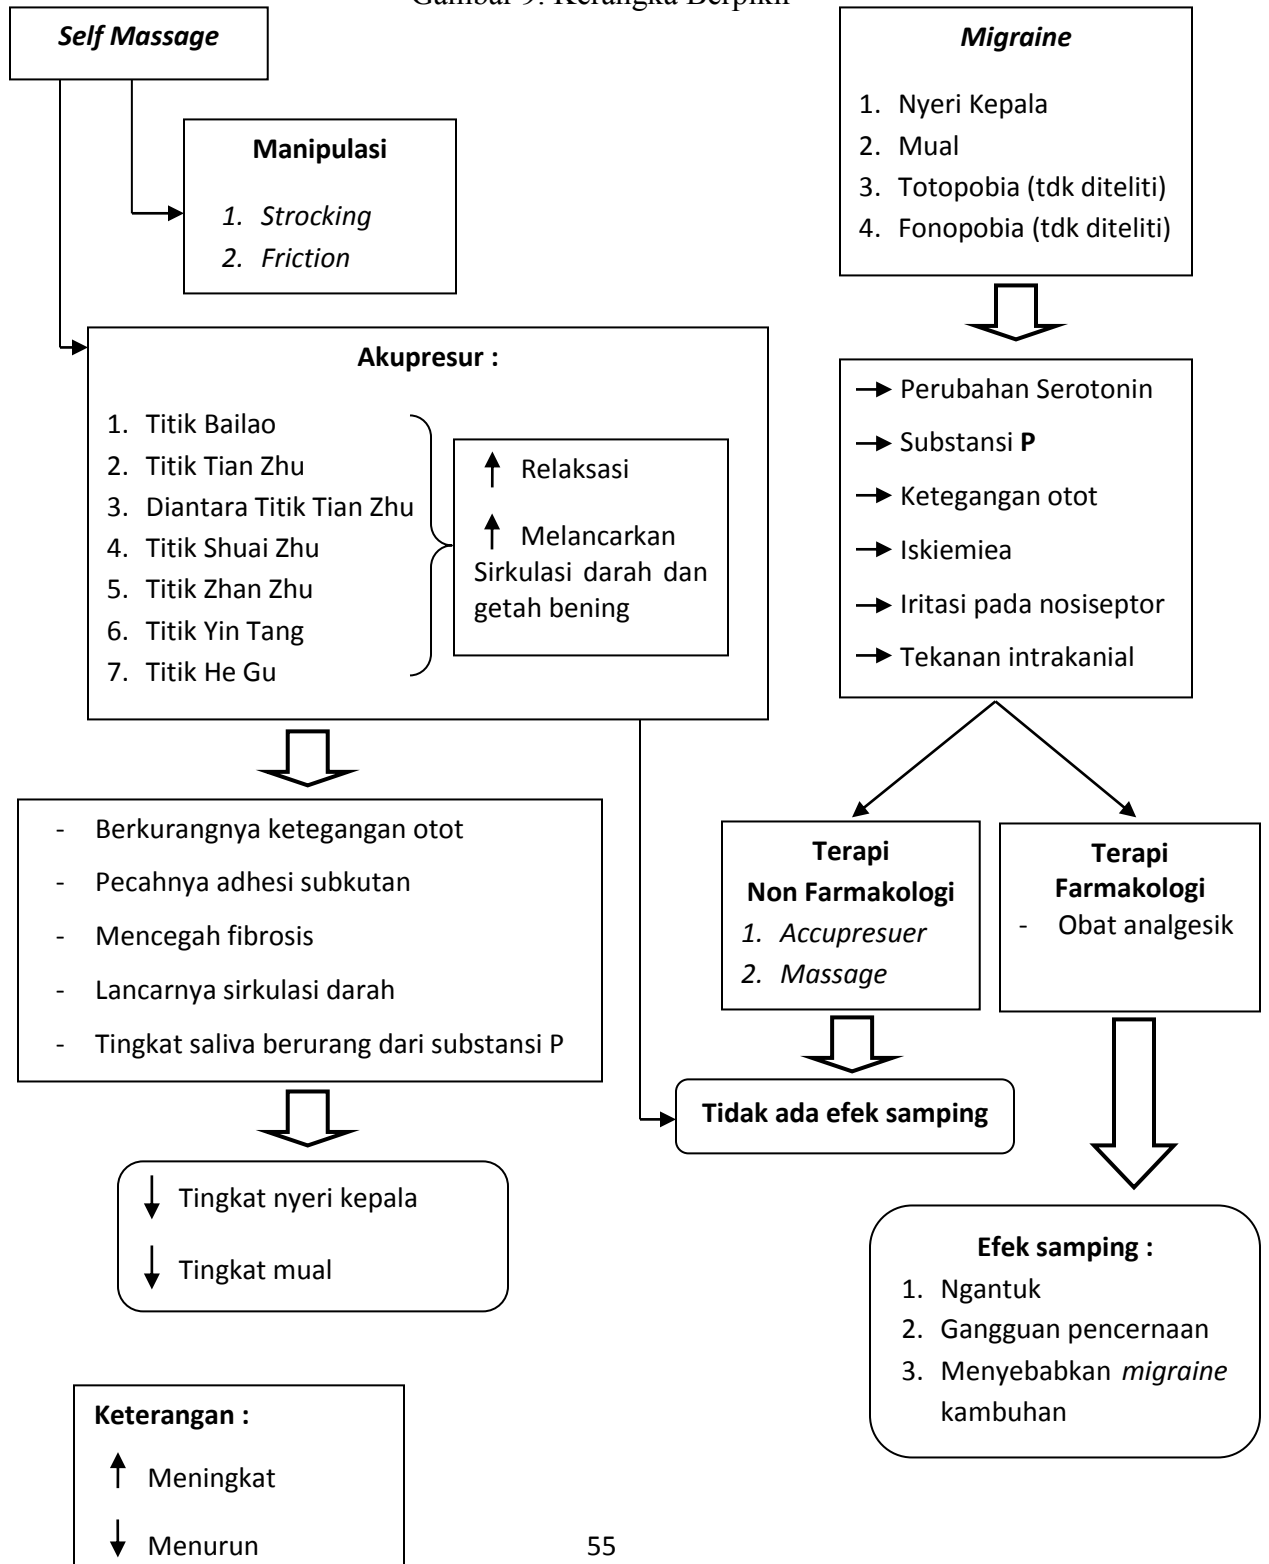 Gambar 9. Kerangka Berpikir
Self Massage
Manipulasi
1. Strocking
2. Friction
Akupresur :
1. Titik Bailao
2. Titik Tian Zhu
3. Diantara Titik Tian Zhu
4. Titik Shuai Zhu
5. Titik Zhan Zhu
6. Titik Yin Tang
7. Titik He Gu
↑ Relaksasi
↑ Melancarkan
Sirkulasi darah dan
getah bening
- Berkurangnya ketegangan otot
- Pecahnya adhesi subkutan
- Mencegah fibrosis
- Lancarnya sirkulasi darah
- Tingkat saliva berurang dari substansi P
↓ Tingkat nyeri kepala
↓ Tingkat mual
Migraine
1. Nyeri Kepala
2. Mual
3. Totopobia (tdk diteliti)
4. Fonopobia (tdk diteliti)
→ Perubahan Serotonin
→ Substansi P
→ Ketegangan otot
→ Iskiemiea
→ Iritasi pada nosiseptor
→ Tekanan intrakanial
Terapi
Non Farmakologi
1. Accupresuer
2. Massage
Terapi
Farmakologi
- Obat analgesik
Tidak ada efek samping
Efek samping :
1. Ngantuk
2. Gangguan pencernaan
3. Menyebabkan migraine
kambuhan
Keterangan :
↑ Meningkat
↓ Menurun
55